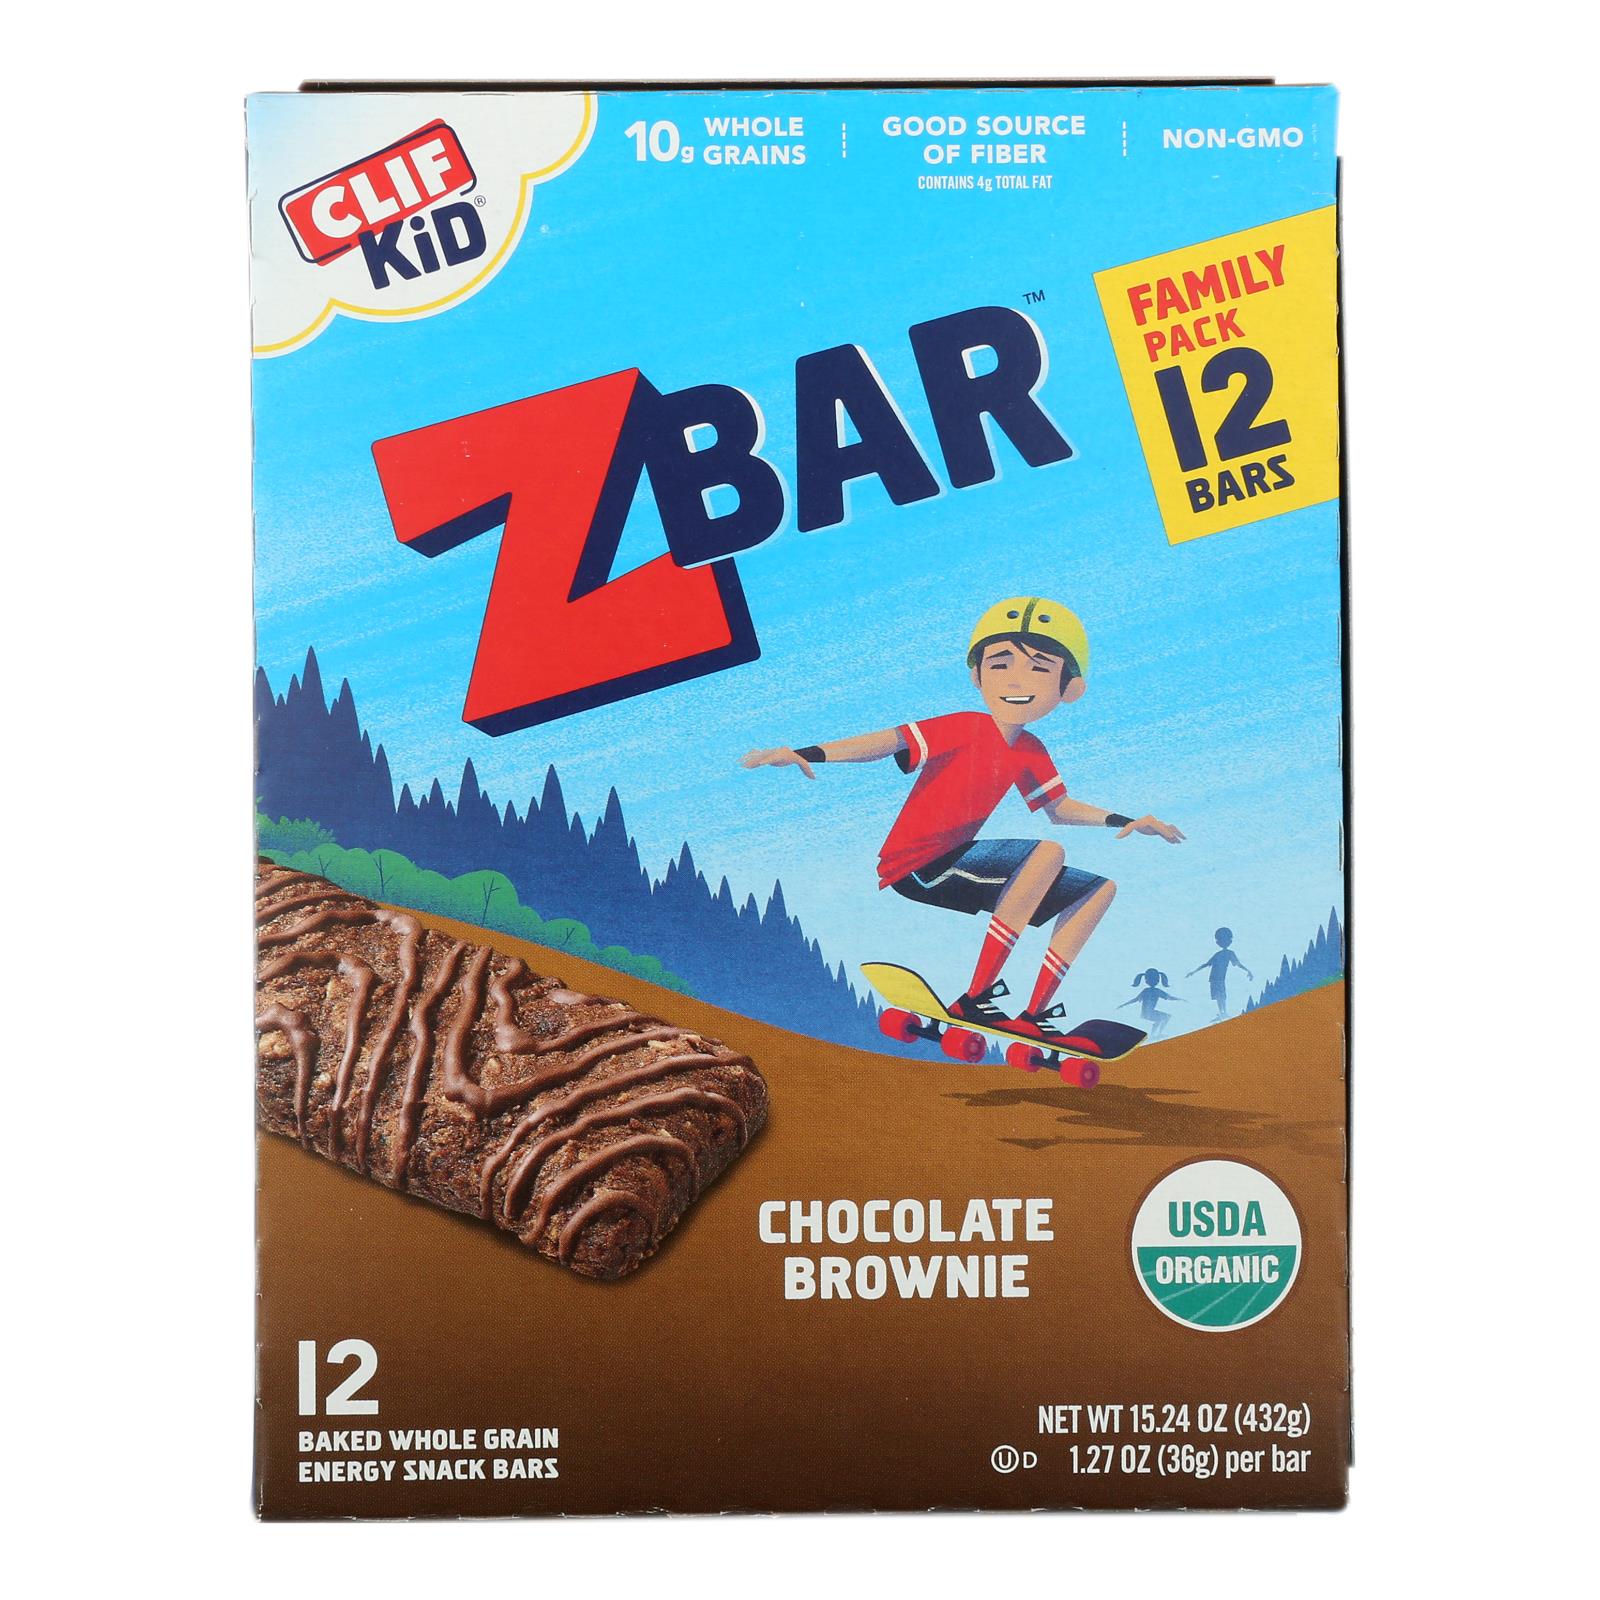 CLIF
KiD®
10g WHOLE
GRAINS
GOOD SOURCE
OF FIBER
CONTAINS 4g TOTAL FAT
NON-GMO
FAMILY
PACK
12
BARS
ZBAR™
CHOCOLATE
BROWNIE
USDA
ORGANIC
12
BAKED WHOLE GRAIN
ENERGY SNACK BARS
NET WT 15.24 OZ (432g)
U D 1.27 OZ (36g) per bar